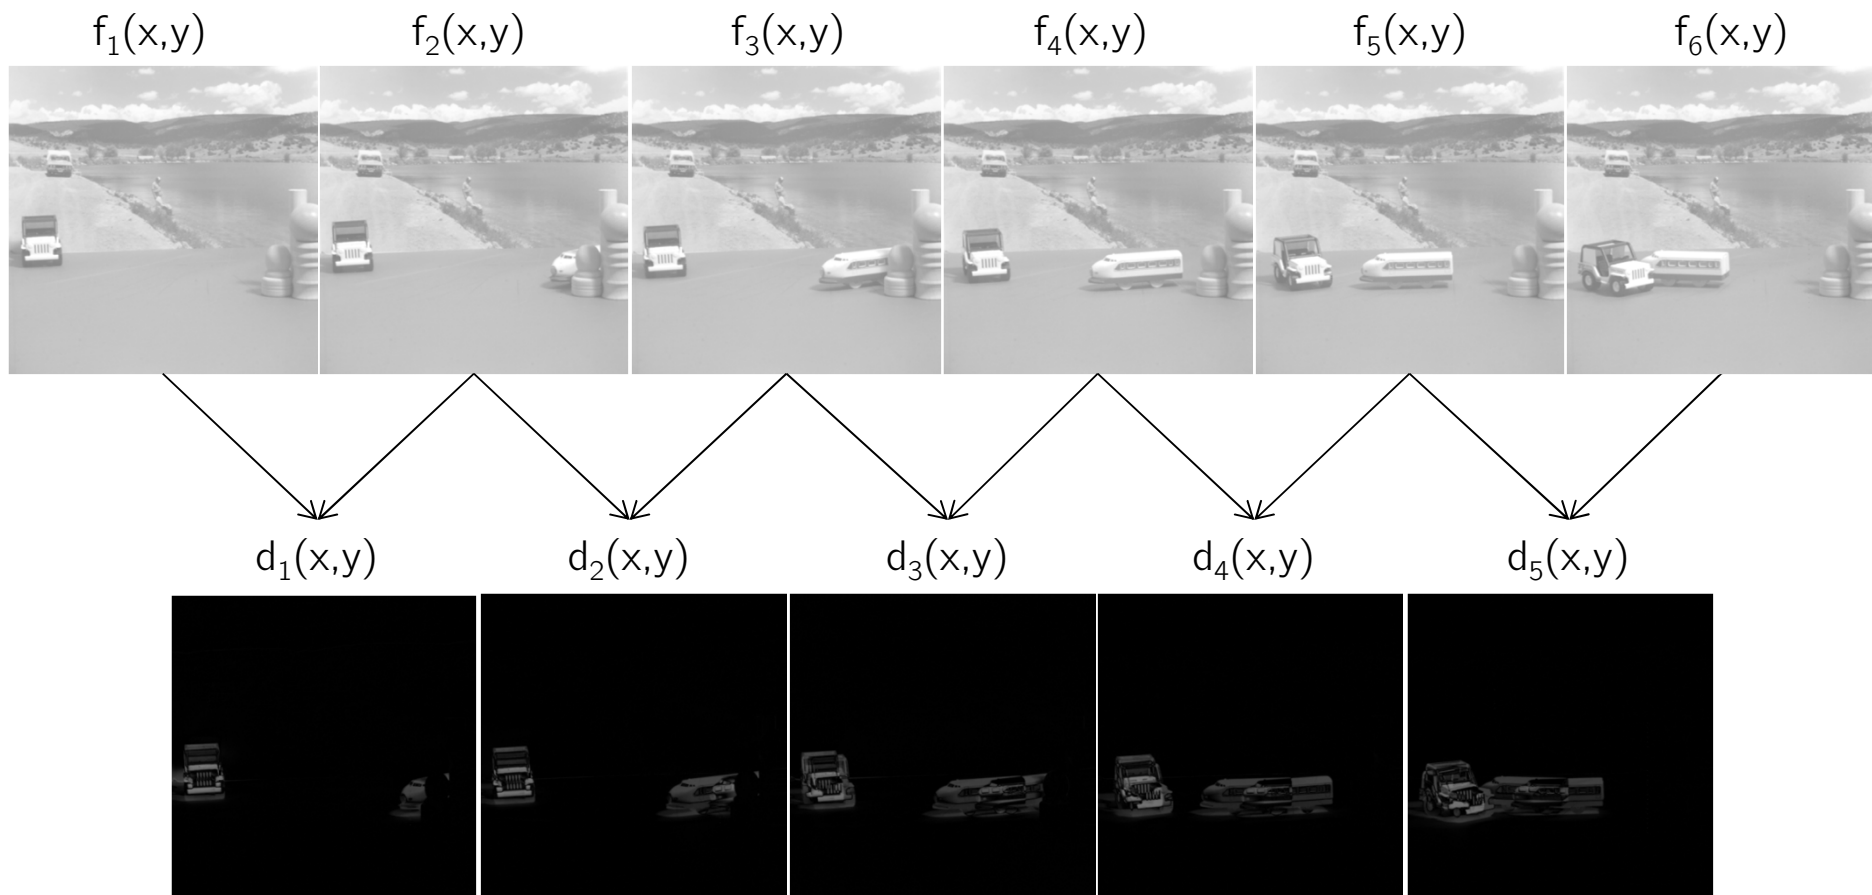 f₁(x,y) f₂(x,y) f₃(x,y) f₄(x,y) f₅(x,y) f₆(x,y)
d₁(x,y) d₂(x,y) d₃(x,y) d₄(x,y) d₅(x,y)